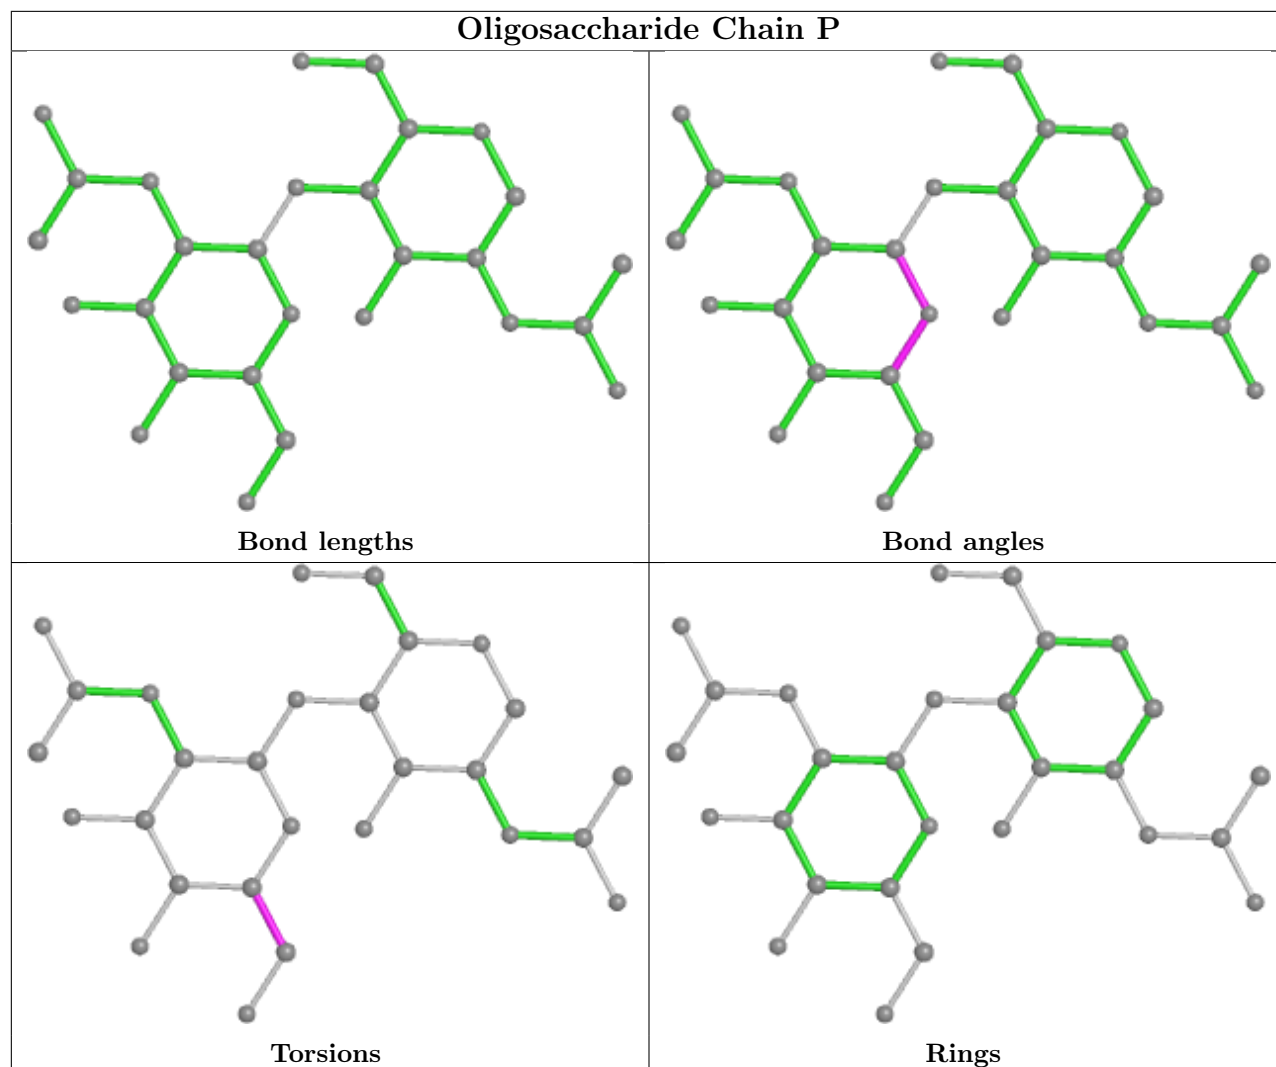 Oligosaccharide Chain P
Bond lengths
Bond angles
Torsions
Rings